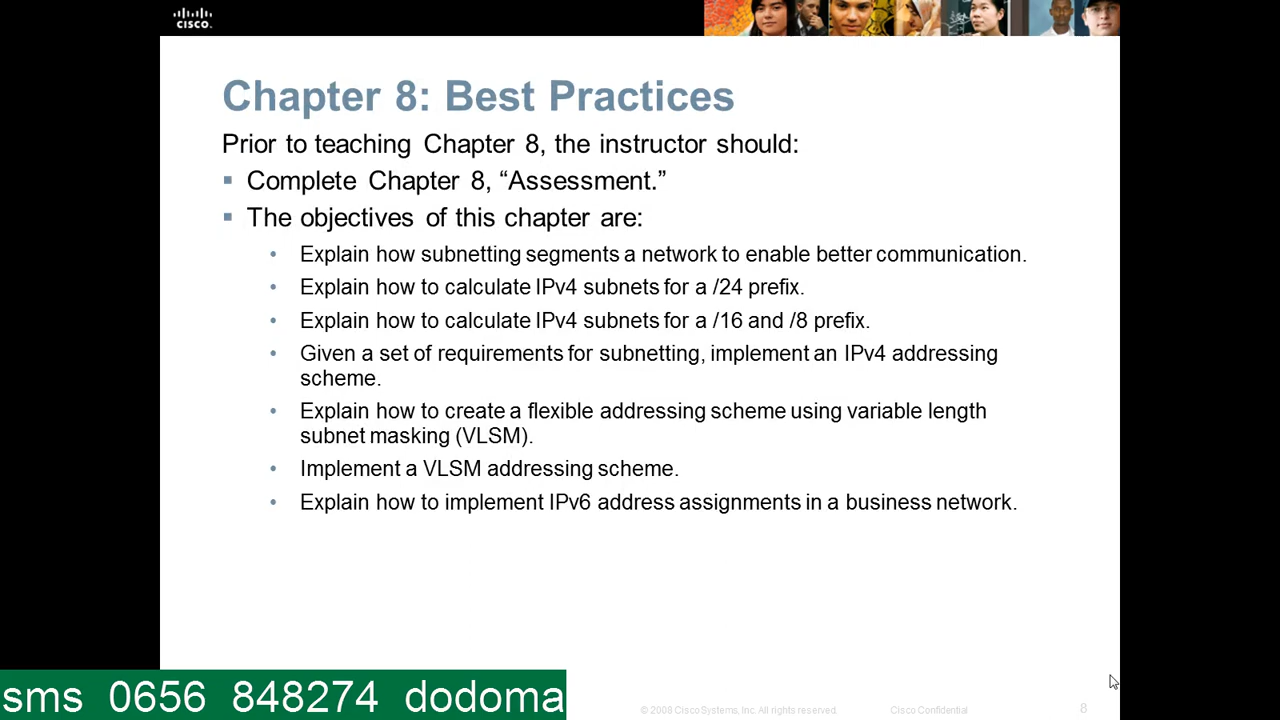 CISCO.
Chapter 8: Best Practices
Prior to teaching Chapter 8, the instructor should:
Complete Chapter 8, “Assessment.”
The objectives of this chapter are:
Explain how subnetting segments a network to enable better communication.
Explain how to calculate IPv4 subnets for a /24 prefix.
Explain how to calculate IPv4 subnets for a /16 and /8 prefix.
Given a set of requirements for subnetting, implement an IPv4 addressing
scheme.
Explain how to create a flexible addressing scheme using variable length
subnet masking (VLSM).
Implement a VLSM addressing scheme.
Explain how to implement IPv6 address assignments in a business network.
sms 0656 848274 dodoma
© 2008 Cisco Systems, Inc. All rights reserved. Cisco Confidential 8